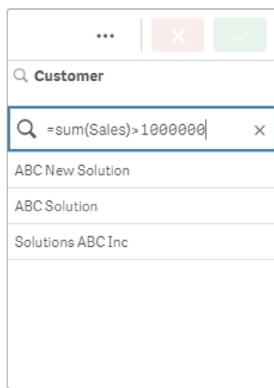 Customer
=sum(Sales)>1000000
ABC New Solution
ABC Solution
Solutions ABC Inc